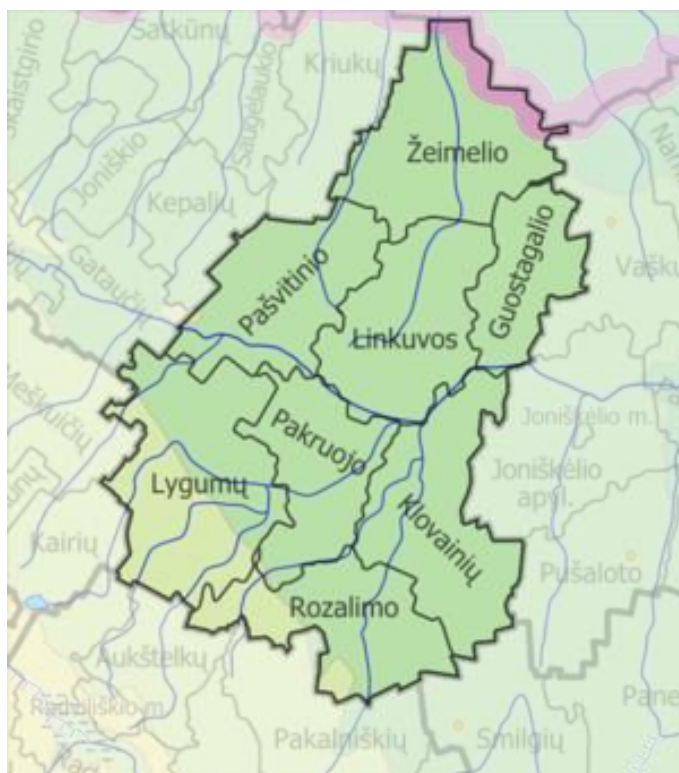 Satkūnų
Skaistgirio
Kriukų
Saugėlaukio
Joniškio
Žeimelio
Kepalių
Gataučių
Guostagalio
Pašvitinio
Linkuvos
Meškuičių
Pakruojo
Joniškėlio m.
Joniškėlio
apyl.
Lygumų
Klovainių
Kairių
Pušaloto
Rozalimo
Aukštelkų
Radviliškio m.
Pakalniškių
Smilgių